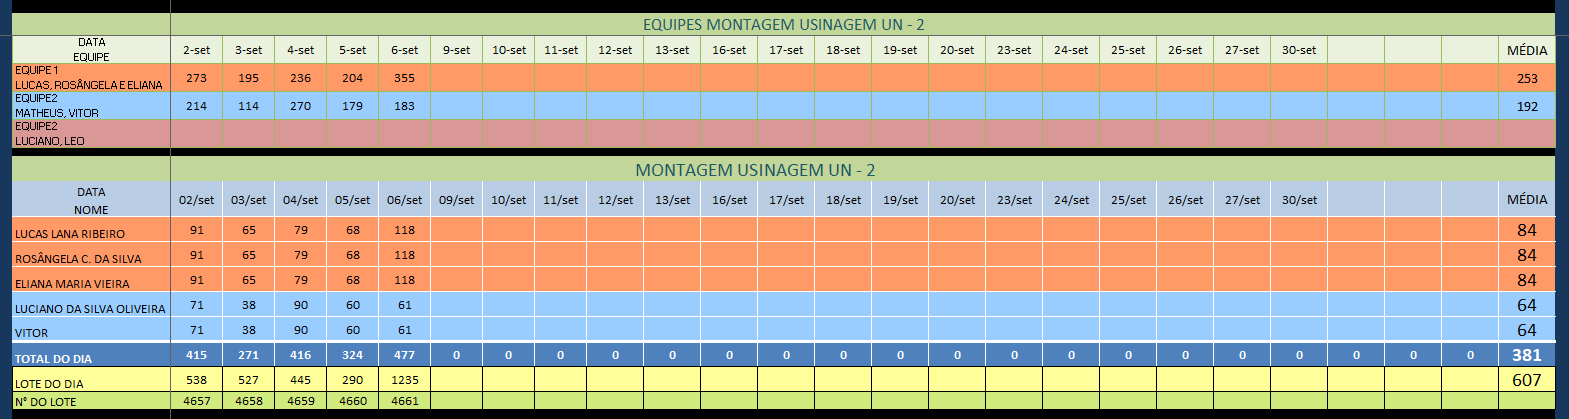 EQUIPES MONTAGEM USINAGEM UN - 2
DATA
EQUIPE 2-set 3-set 4-set 5-set 6-set 9-set 10-set 11-set 12-set 13-set 16-set 17-set 18-set 19-set 20-set 23-set 24-set 25-set 26-set 27-set 30-set MÉDIA
EQUIPE 1
LUCAS, ROSÂNGELA E ELIANA 273 195 236 204 355 253
EQUIPE2
MATHEUS, VITOR 214 114 270 179 183 192
EQUIPE2
LUCIANO, LEO
MONTAGEM USINAGEM UN - 2
DATA
NOME 02/set 03/set 04/set 05/set 06/set 09/set 10/set 11/set 12/set 13/set 16/set 17/set 18/set 19/set 20/set 23/set 24/set 25/set 26/set 27/set 30/set MÉDIA
LUCAS LANA RIBEIRO 91 65 79 68 118 84
ROSÂNGELA C. DA SILVA 91 65 79 68 118 84
ELIANA MARIA VIEIRA 91 65 79 68 118 84
LUCIANO DA SILVA OLIVEIRA 71 38 90 60 61 64
VITOR 71 38 90 60 61 64
TOTAL DO DIA 415 271 416 324 477 0 0 0 0 0 0 0 0 0 0 0 0 0 0 0 0 0 0 0 381
LOTE DO DIA 538 527 445 290 1235 607
N° DO LOTE 4657 4658 4659 4660 4661